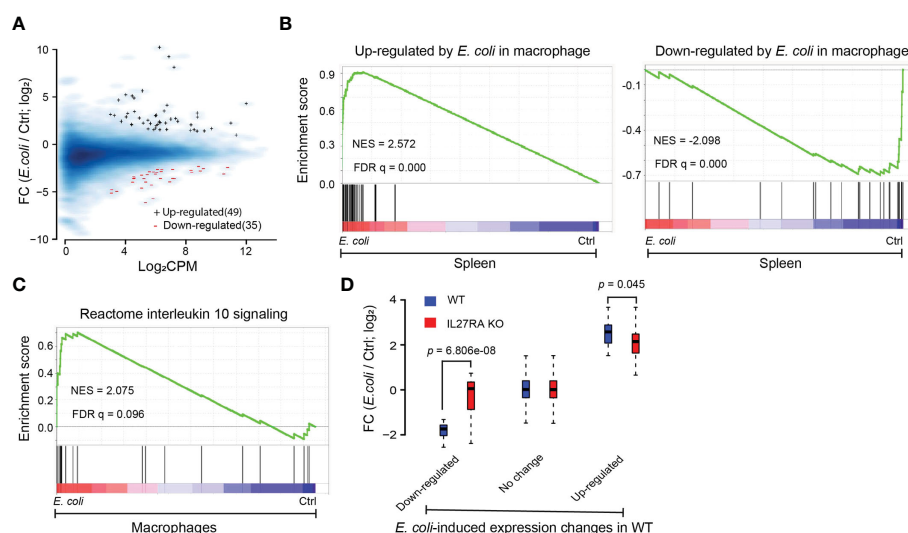 A
FC (E.coli / Ctrl; log₂)
10
5
0
−5
−10
+ Up-regulated(49)
- Down-regulated(35)
0
4
8
12
Log₂CPM
B
Up-regulated by E. coli in macrophage
Enrichment score
0.9
0.6
0.3
0.0
NES = 2.572
FDR q = 0.000
E. coli
Ctrl
Spleen
Down-regulated by E. coli in macrophage
-0.1
-0.4
-0.7
NES = -2.098
FDR q = 0.000
E. coli
Ctrl
Spleen
C
Reactome interleukin 10 signaling
Enrichment score
0.6
0.4
0.2
0.0
NES = 2.075
FDR q = 0.096
E. coli
Ctrl
Macrophages
D
FC (E.coli / Ctrl; log₂)
4
2
0
−2
WT
IL27RA KO
p = 6.806e-08
p = 0.045
Down-regulated
No change
Up-regulated
E. coli-induced expression changes in WT